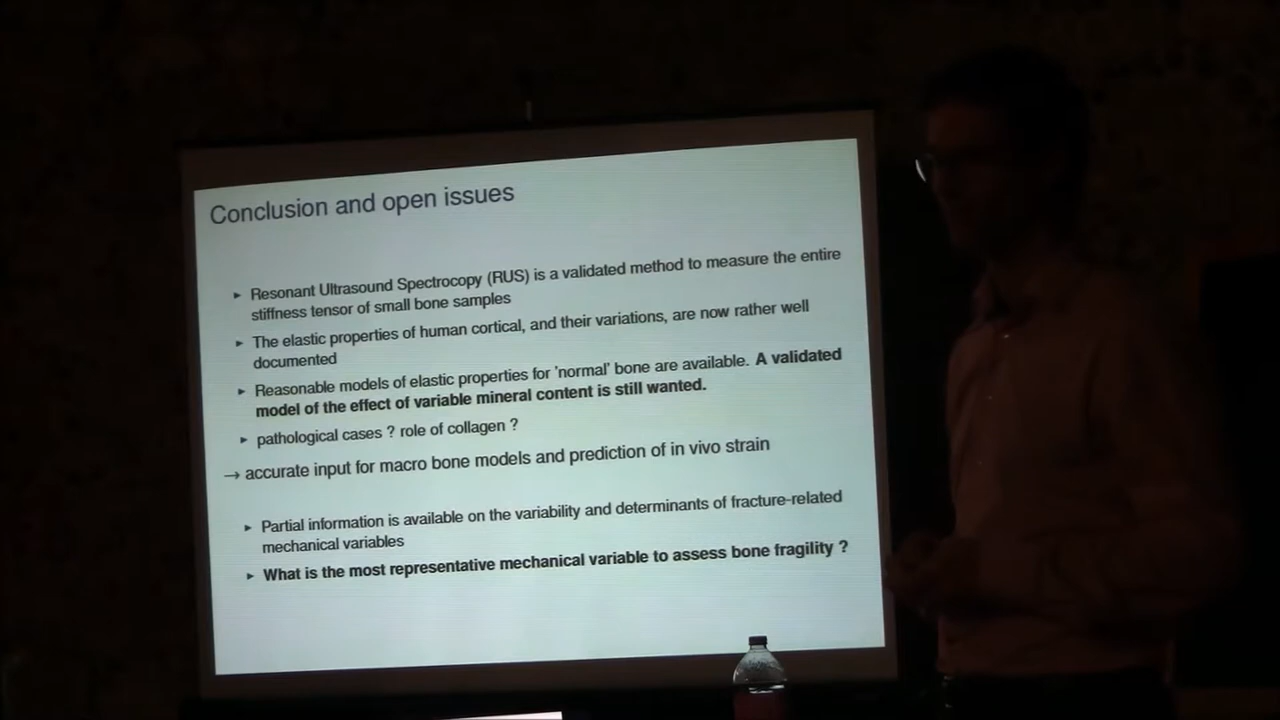 Conclusion and open issues
▸ Resonant Ultrasound Spectrocopy (RUS) is a validated method to measure the entire
stiffness tensor of small bone samples
▸ The elastic properties of human cortical, and their variations, are now rather well
documented
▸ Reasonable models of elastic properties for 'normal' bone are available. A validated
model of the effect of variable mineral content is still wanted.
▸ pathological cases ? role of collagen ?
→ accurate input for macro bone models and prediction of in vivo strain
▸ Partial information is available on the variability and determinants of fracture-related
mechanical variables
▸ What is the most representative mechanical variable to assess bone fragility ?